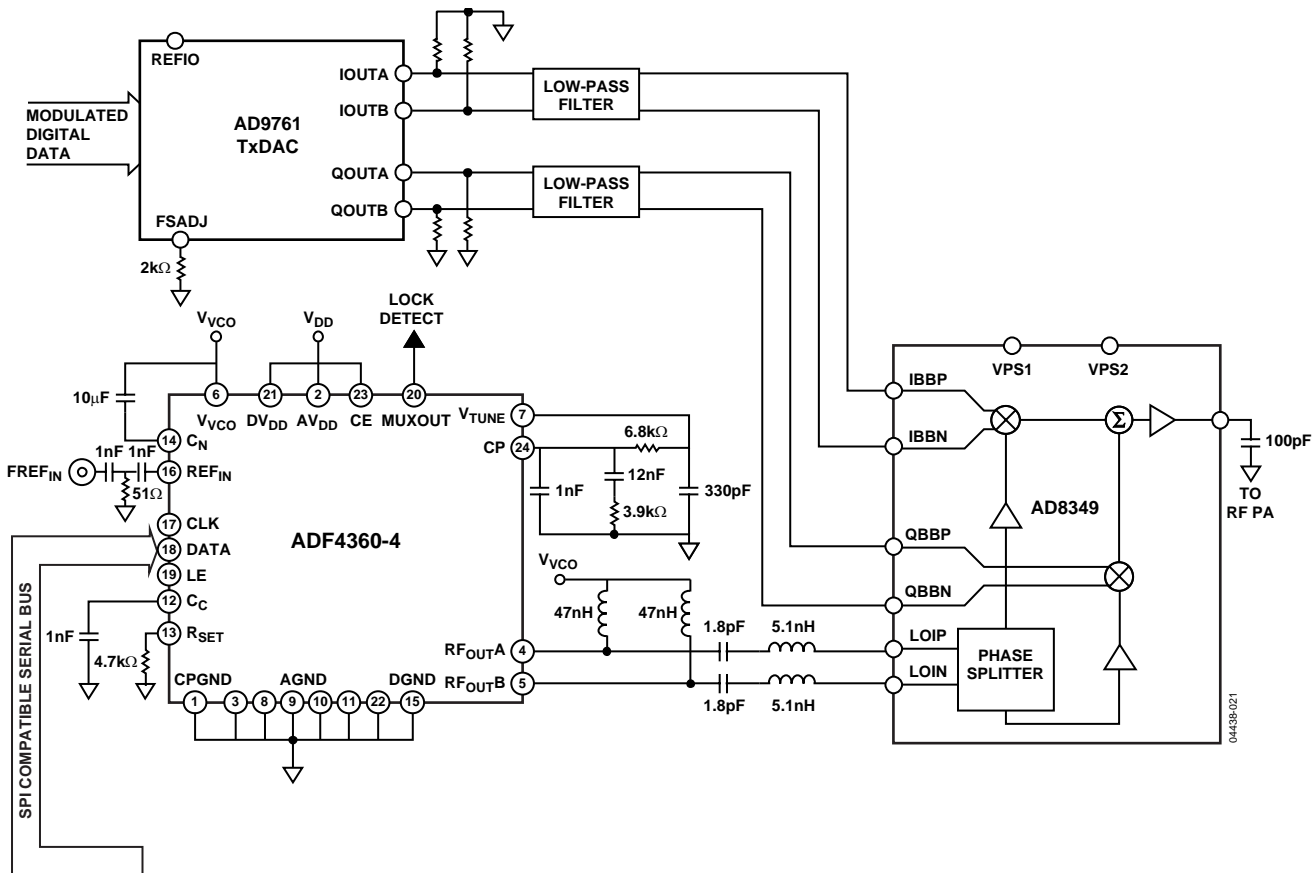 REFIO
MODULATED
DIGITAL
DATA
AD9761
TxDAC
IOUTA
IOUTB
QOUTA
QOUTB
FSADJ
2kΩ
LOW-PASS
FILTER
LOW-PASS
FILTER
VVCO
VDD
LOCK
DETECT
10μF
6
21
2
23
20
VVCO
DVDD
AVDD
CE
MUXOUT
VTUNE
7
CP
24
14
CN
1nF
1nF
FREFIN
16
REFIN
51Ω
17
CLK
18
DATA
19
LE
12
CC
13
RSET
1nF
4.7kΩ
ADF4360-4
6.8kΩ
12nF
1nF
3.9kΩ
330pF
VVCO
47nH
47nH
1.8pF
5.1nH
RFOUTA
4
RFOUTB
5
1.8pF
5.1nH
CPGND
AGND
DGND
1
3
8
9
10
11
22
15
SPI COMPATIBLE SERIAL BUS
VPS1
VPS2
IBBP
IBBN
Σ
100pF
TO
RF PA
AD8349
QBBP
QBBN
LOIP
LOIN
PHASE
SPLITTER
04438-021